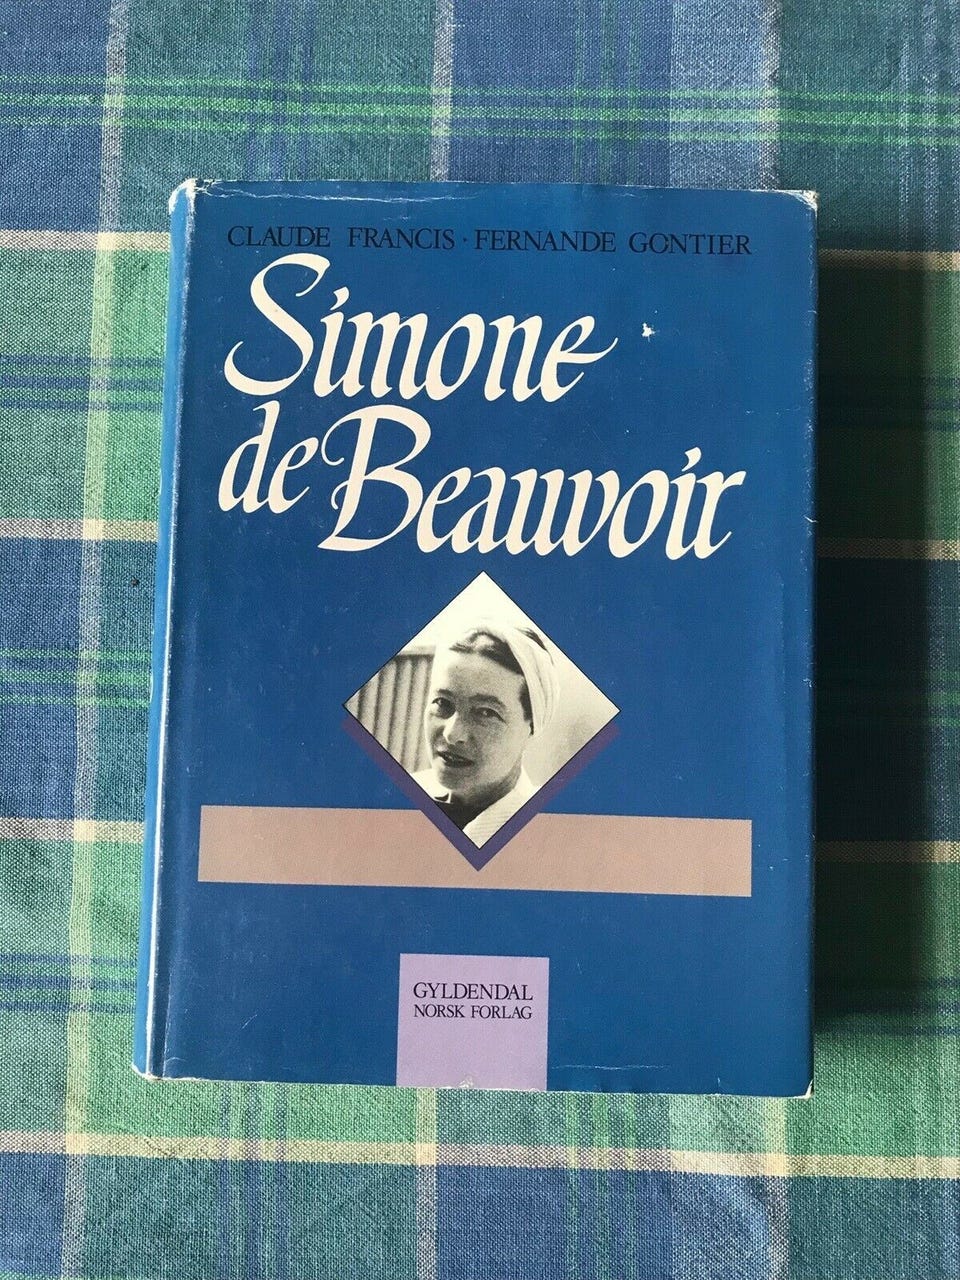 CLAUDE FRANCIS · FERNANDE GONTIER
Simone
de Beauvoir
GYLDENDAL
NORSK FORLAG